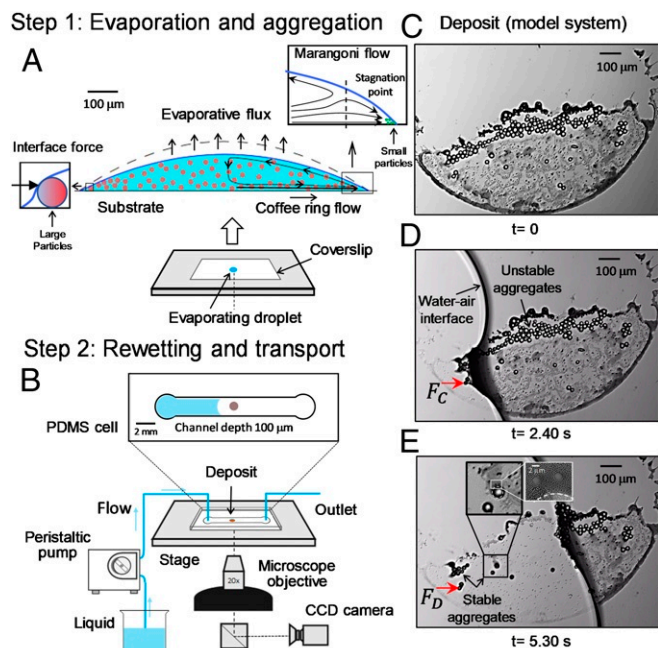 Step 1: Evaporation and aggregation
A
100 μm
Marangoni flow
Stagnation
point
Evaporative flux
Small
particles
Interface force
Substrate
Coffee ring flow
Large
Particles
Coverslip
Evaporating droplet
Step 2: Rewetting and transport
B
PDMS cell
2 mm
Channel depth 100 μm
Deposit
Flow
Outlet
Peristaltic
pump
Stage
Microscope
objective
20x
CCD camera
Liquid
C
Deposit (model system)
100 μm
t= 0
D
Unstable
aggregates
100 μm
Water-air
interface
F_C
t= 2.40 s
E
2 μm
100 μm
F_D
Stable
aggregates
t= 5.30 s